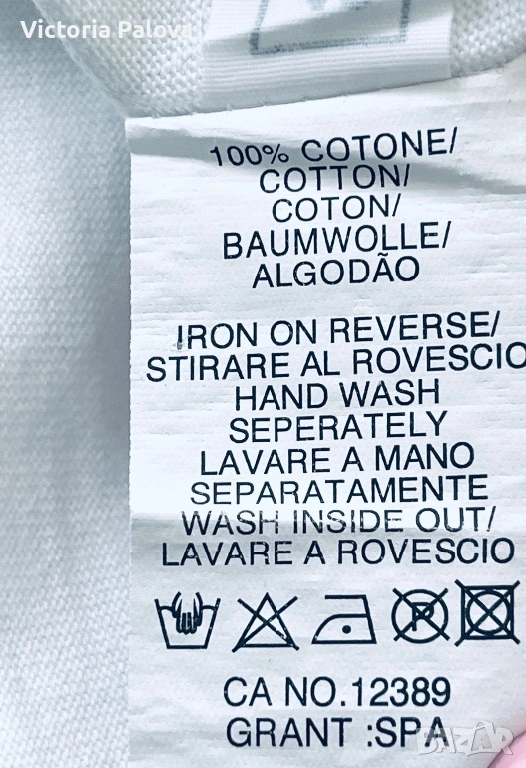 Victoria Palova
100% COTONE/
COTTON/
COTON/
BAUMWOLLE/
ALGODÃO
IRON ON REVERSE/
STIRARE AL ROVESCIO
HAND WASH
SEPERATELY
LAVARE A MANO
SEPARATAMENTE
WASH INSIDE OUT/
LAVARE A ROVESCIO
P
CA NO.12389
GRANT :SPA
BAZAR